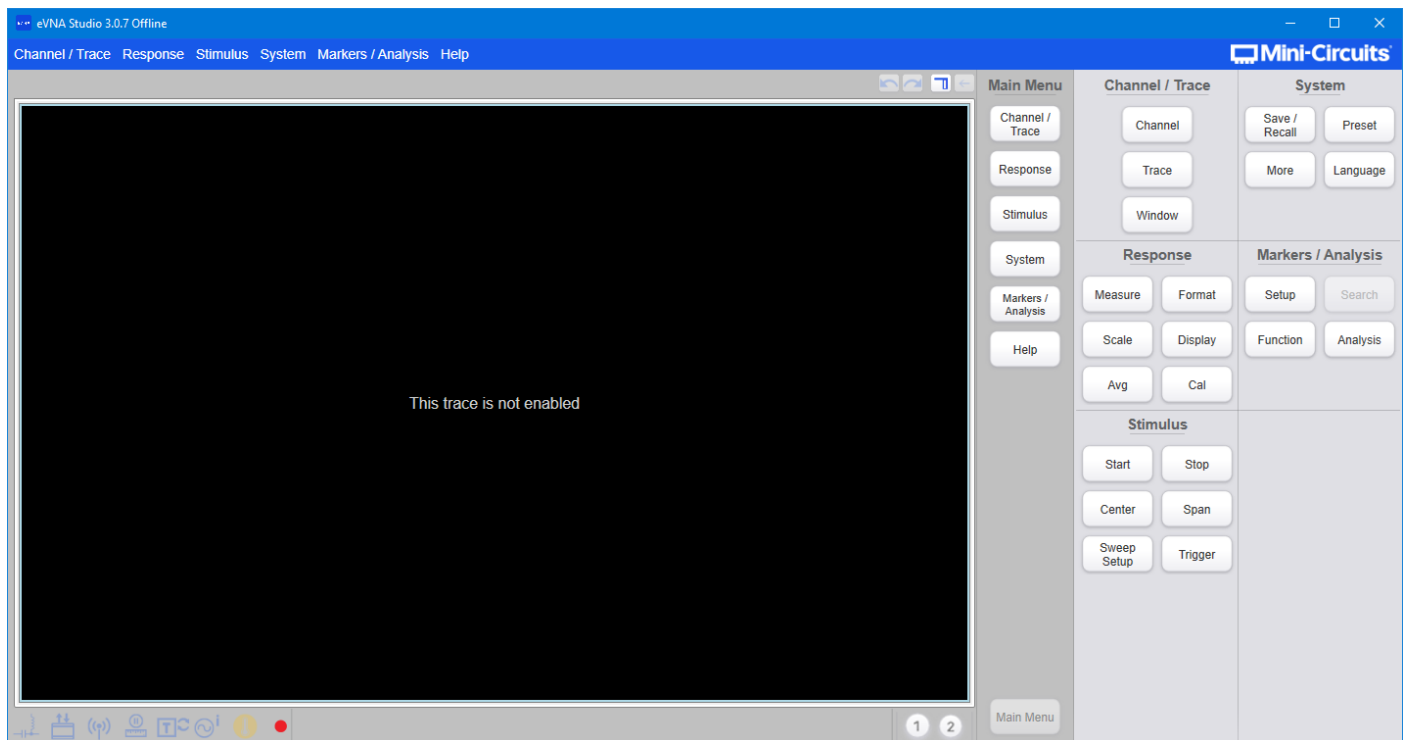 eVNA Studio 3.0.7 Offline
Channel / Trace Response Stimulus System Markers / Analysis Help
Mini-Circuits
This trace is not enabled
1 2
Main Menu
Channel /
Trace
Response
Stimulus
System
Markers /
Analysis
Help
Main Menu
Channel / Trace
Channel
Trace
Window
System
Save /
Recall
Preset
More
Language
Response
Measure
Format
Scale
Display
Avg
Cal
Markers / Analysis
Setup
Search
Function
Analysis
Stimulus
Start
Stop
Center
Span
Sweep
Setup
Trigger